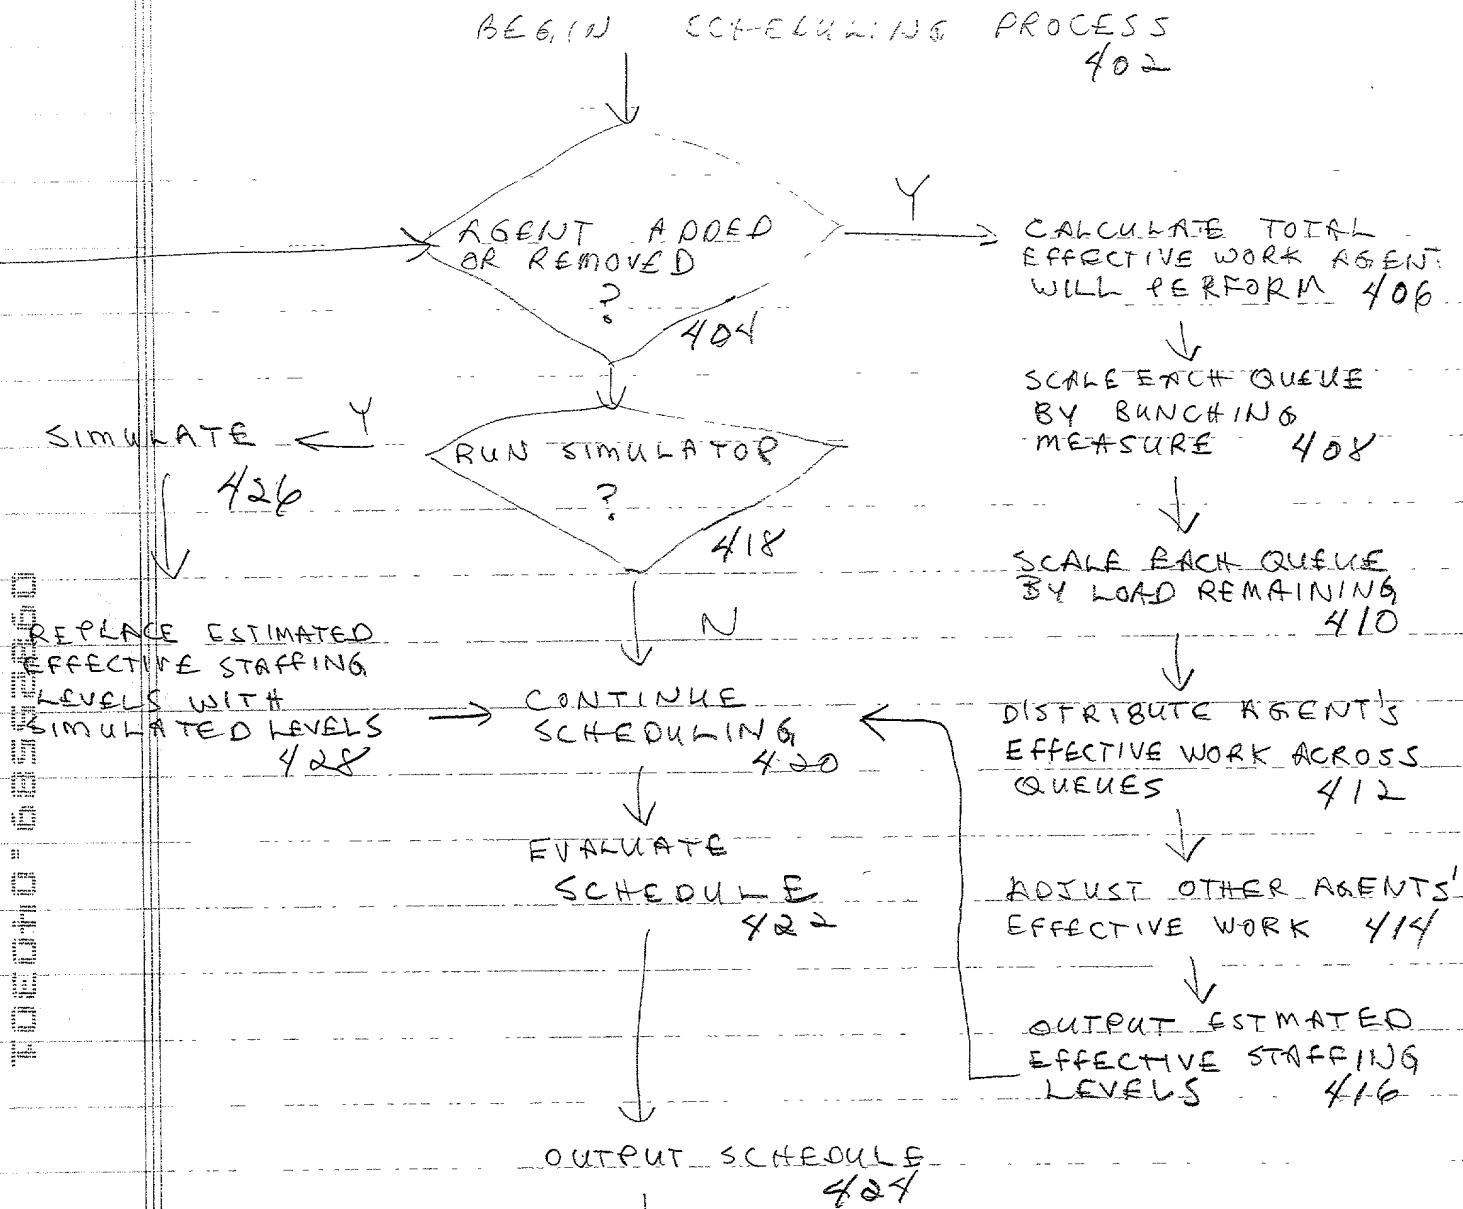 BEGIN SCHEDULING PROCESS
402
AGENT ADDED
OR REMOVED
?
404
Y
CALCULATE TOTAL
EFFECTIVE WORK AGENT
WILL PERFORM 406
SCALE EACH QUEUE
BY BUNCHING
MEASURE 408
RUN SIMULATOR
?
418
Y
SIMULATE
426
SCALE EACH QUEUE
BY LOAD REMAINING
410
N
REPLACE ESTIMATED
EFFECTIVE STAFFING
LEVELS WITH
SIMULATED LEVELS
428
CONTINUE
SCHEDULING
420
DISTRIBUTE AGENT'S
EFFECTIVE WORK ACROSS
QUEUES 412
EVALUATE
SCHEDULE
422
ADJUST OTHER AGENTS'
EFFECTIVE WORK 414
OUTPUT ESTMATED
EFFECTIVE STAFFING
LEVELS 416
OUTPUT SCHEDULE
424